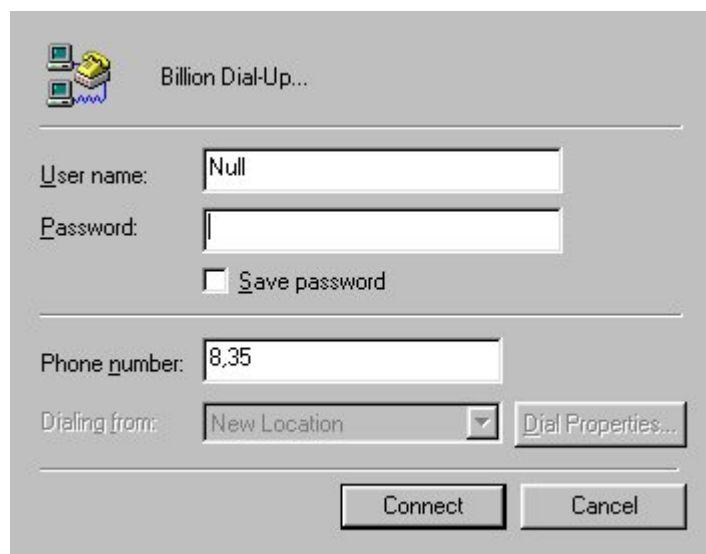 Billion Dial-Up...
User name: Null
Password:
Save password
Phone number: 8,35
Dialing from: New Location Dial Properties...
Connect Cancel